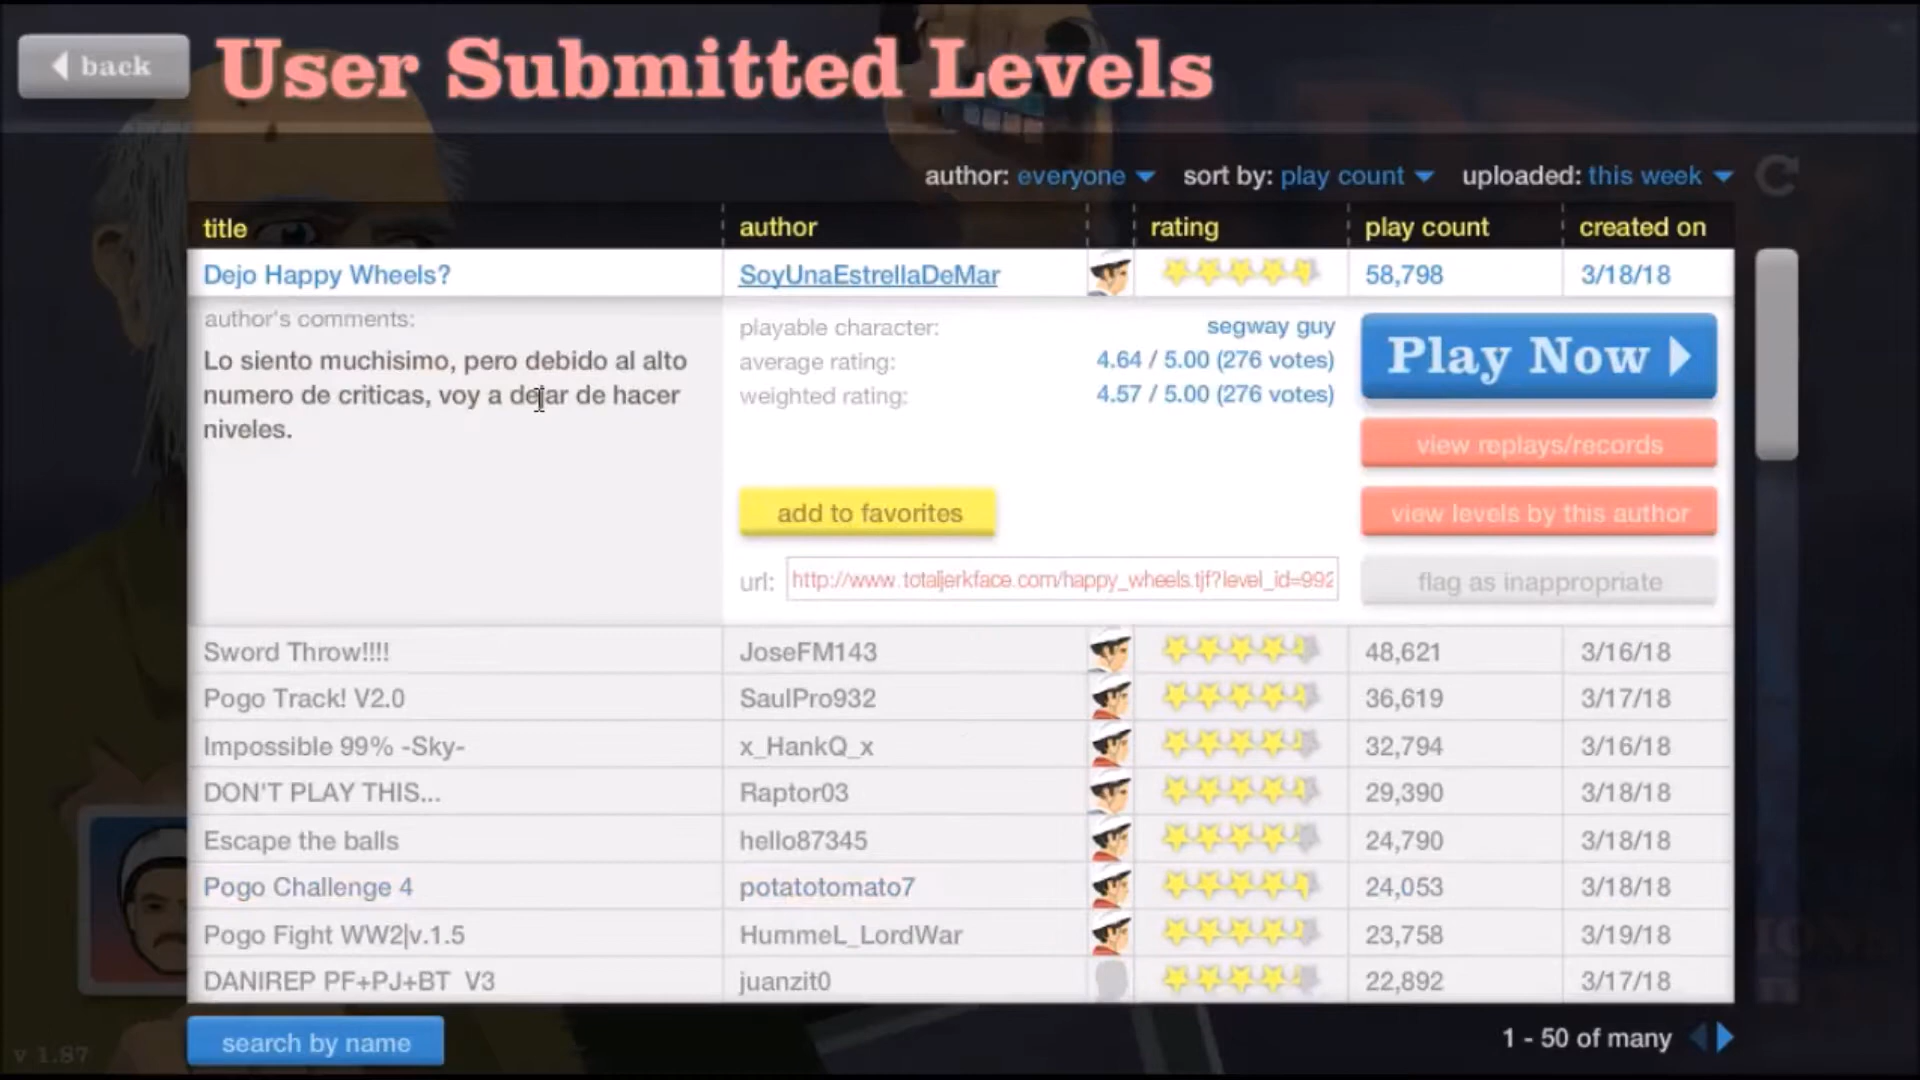 back
User Submitted Levels
author: everyone sort by: play count uploaded: this week
title author rating play count created on
Dejo Happy Wheels? SoyUnaEstrellaDeMar 58,798 3/18/18
author's comments:
Lo siento muchisimo, pero debido al alto
numero de criticas, voy a dejar de hacer
niveles.
playable character: segway guy
average rating: 4.64 / 5.00 (276 votes)
weighted rating: 4.57 / 5.00 (276 votes)
add to favorites
url: http://www.totaljerkface.com/happy_wheels.tjf?level_id=992
Play Now
view replays/records
view levels by this author
flag as inappropriate
Sword Throw!!!! JoseFM143 48,621 3/16/18
Pogo Track! V2.0 SaulPro932 36,619 3/17/18
Impossible 99% -Sky- x_HankQ_x 32,794 3/16/18
DON'T PLAY THIS... Raptor03 29,390 3/18/18
Escape the balls hello87345 24,790 3/18/18
Pogo Challenge 4 potatotomato7 24,053 3/18/18
Pogo Fight WW2|v.1.5 HummeL_LordWar 23,758 3/19/18
DANIREP PF+PJ+BT V3 juanzit0 22,892 3/17/18
search by name
1 - 50 of many
v 1.87